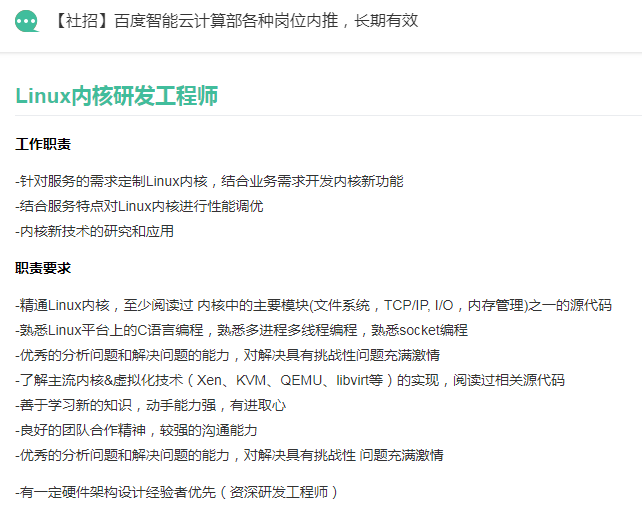 【社招】百度智能云计算部各种岗位内推，长期有效
Linux内核研发工程师
工作职责
-针对服务的需求定制Linux内核，结合业务需求开发内核新功能
-结合服务特点对Linux内核进行性能调优
-内核新技术的研究和应用
职责要求
-精通Linux内核，至少阅读过 内核中的主要模块(文件系统，TCP/IP, I/O，内存管理)之一的源代码
-熟悉Linux平台上的C语言编程，熟悉多进程多线程编程，熟悉socket编程
-优秀的分析问题和解决问题的能力，对解决具有挑战性问题充满激情
-了解主流内核&虚拟化技术（Xen、KVM、QEMU、libvirt等）的实现，阅读过相关源代码
-善于学习新的知识，动手能力强，有进取心
-良好的团队合作精神，较强的沟通能力
-优秀的分析问题和解决问题的能力，对解决具有挑战性 问题充满激情
-有一定硬件架构设计经验者优先（资深研发工程师）